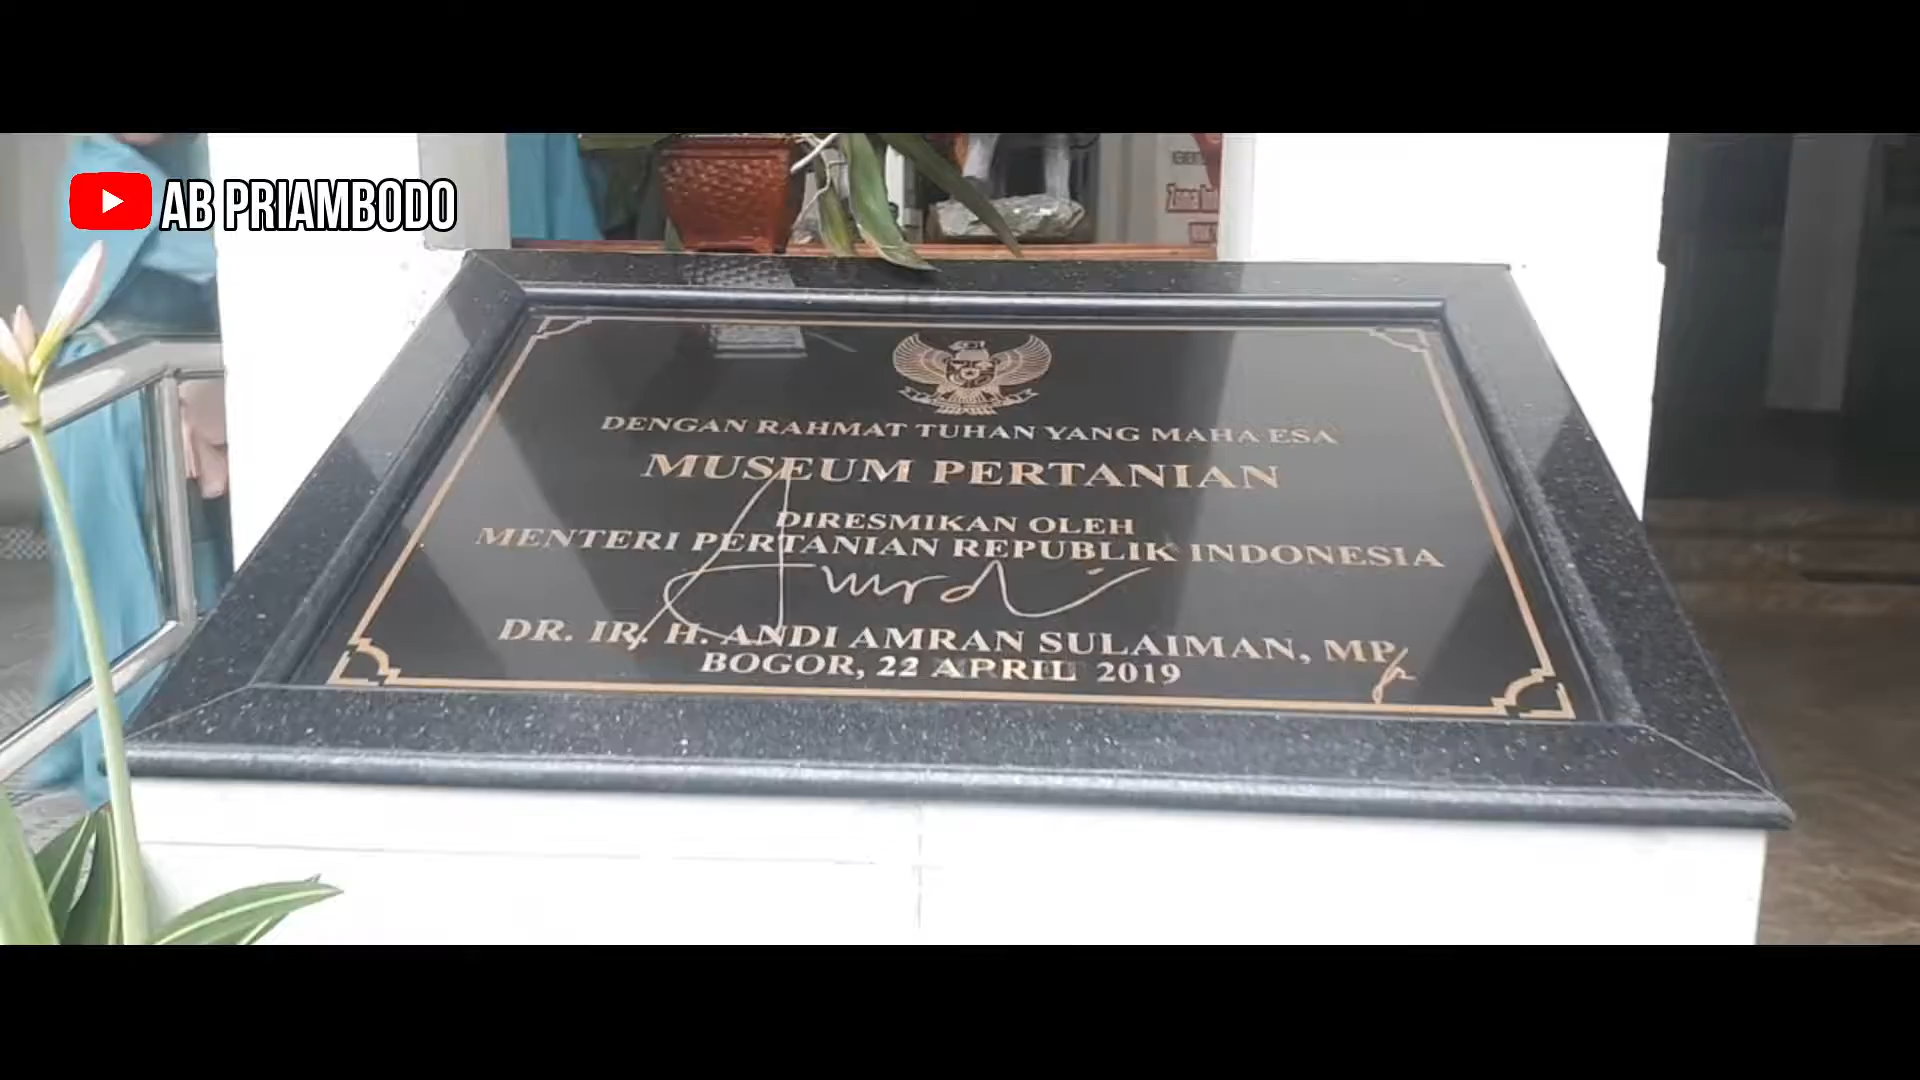 AB PRIAMBODO
DENGAN RAHMAT TUHAN YANG MAHA ESA
MUSEUM PERTANIAN
DIRESMIKAN OLEH
MENTERI PERTANIAN REPUBLIK INDONESIA
DR. IR. H. ANDI AMRAN SULAIMAN, MP
BOGOR, 22 APRIL 2019